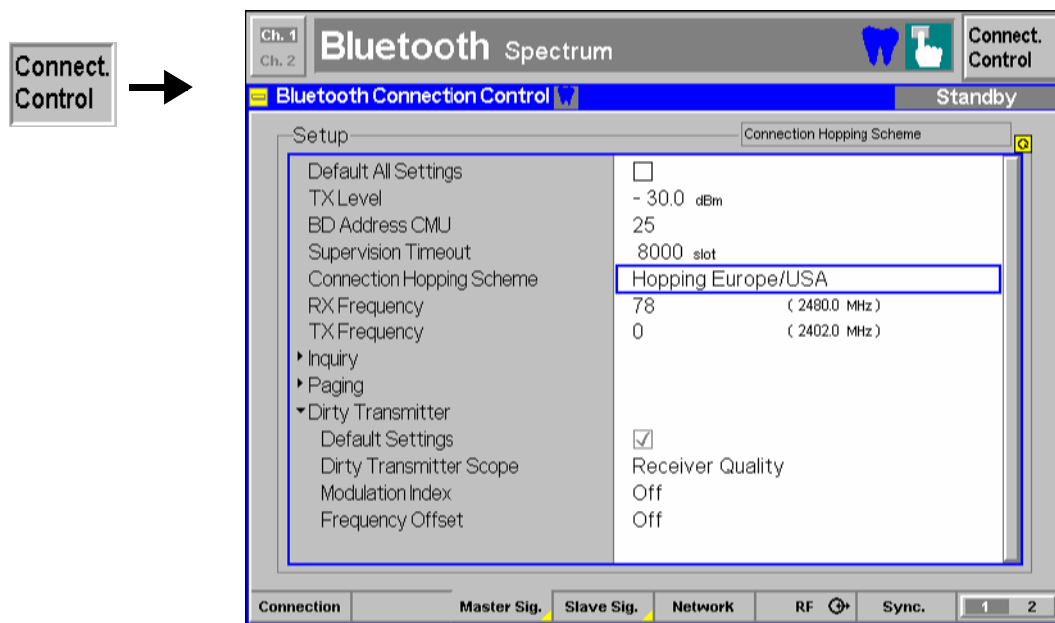 Connect.
Control
Ch. 1
Ch. 2
Bluetooth Spectrum
Connect.
Control
Bluetooth Connection Control
Standby
Setup
Connection Hopping Scheme
Q
Default All Settings
TX Level - 30.0 dBm
BD Address CMU 25
Supervision Timeout 8000 slot
Connection Hopping Scheme Hopping Europe/USA
RX Frequency 78 ( 2480.0 MHz )
TX Frequency 0 ( 2402.0 MHz )
Inquiry
Paging
Dirty Transmitter
Default Settings
Dirty Transmitter Scope Receiver Quality
Modulation Index Off
Frequency Offset Off
Connection Master Sig. Slave Sig. Network RF Sync. 1 2